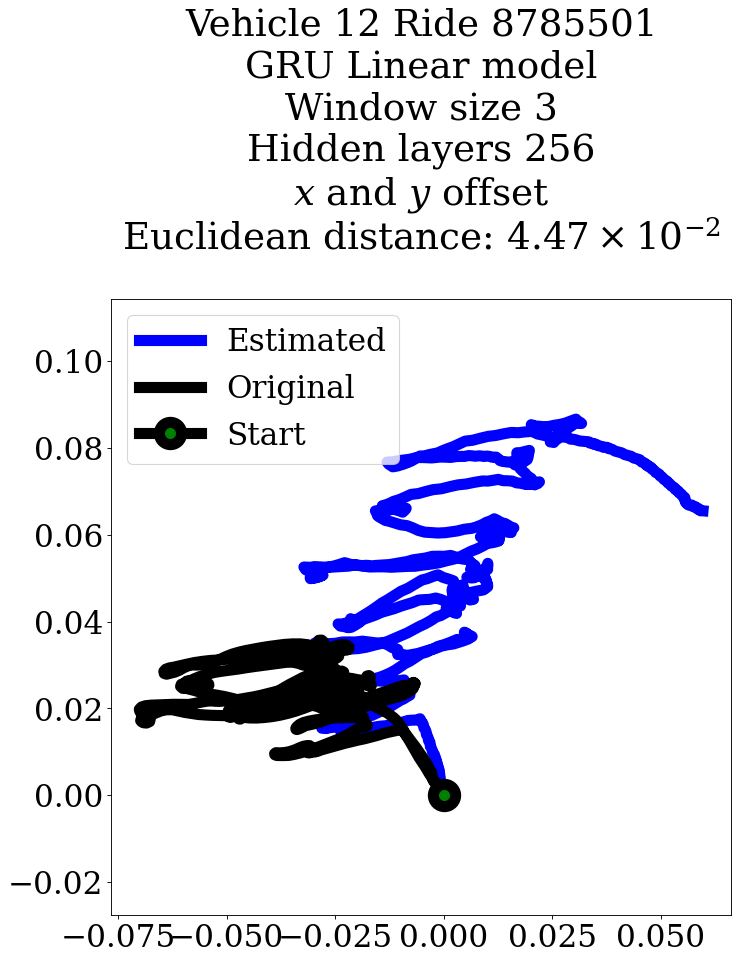 Vehicle 12 Ride 8785501
GRU Linear model
Window size 3
Hidden layers 256
x and y offset
Euclidean distance: 4.47 × 10⁻²
Estimated
Original
Start
0.10
0.08
0.06
0.04
0.02
0.00
−0.02
−0.075
−0.050
−0.025
0.000
0.025
0.050